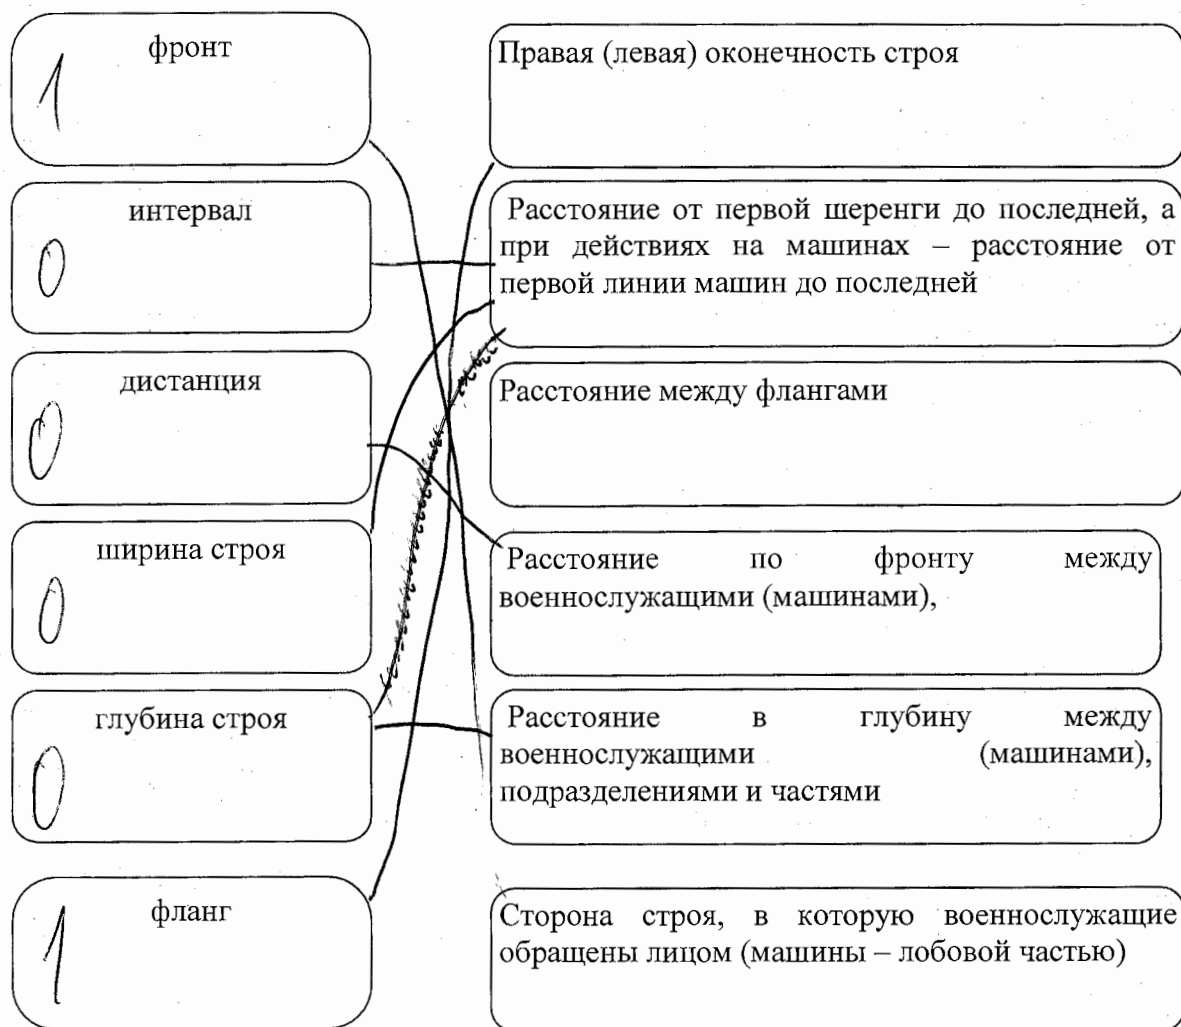 фронт
1
интервал
0
дистанция
0
ширина строя
0
глубина строя
0
фланг
1
Правая (левая) оконечность строя
Расстояние от первой шеренги до последней, а
при действиях на машинах – расстояние от
первой линии машин до последней
Расстояние между флангами
Расстояние по фронту между
военнослужащими (машинами),
Расстояние в глубину между
военнослужащими (машинами),
подразделениями и частями
Сторона строя, в которую военнослужащие
обращены лицом (машины – лобовой частью)